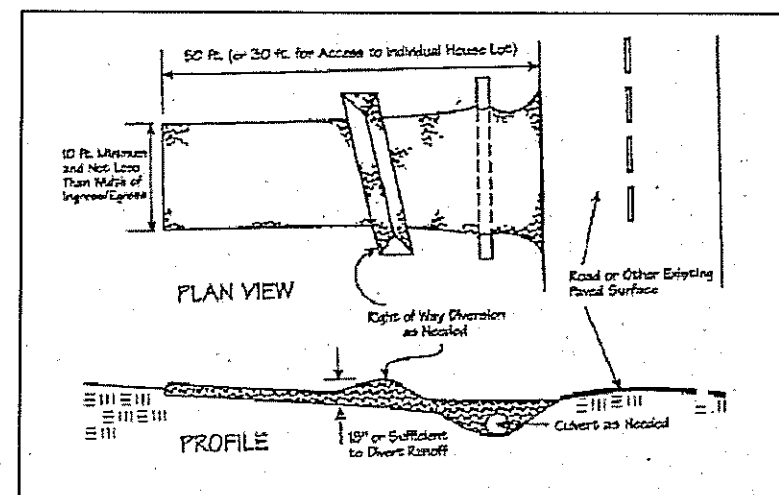 50 Ft. (or 30 ft. for Access to Individual House Lot)
10 Ft. Minimum
and Not Less
Than Width of
Ingress/Egress
PLAN VIEW
Right of Way Diversion
as Needed
Road or Other Existing
Paved Surface
18" or Sufficient
to Divert Runoff
Culvert as Needed
PROFILE